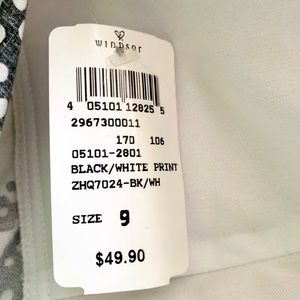 WINDSOR
4 05101 12825 5
2967300011
170 106
05101-2801
BLACK/WHITE PRINT
ZHQ7024-BK/WH
SIZE 9
$49.90